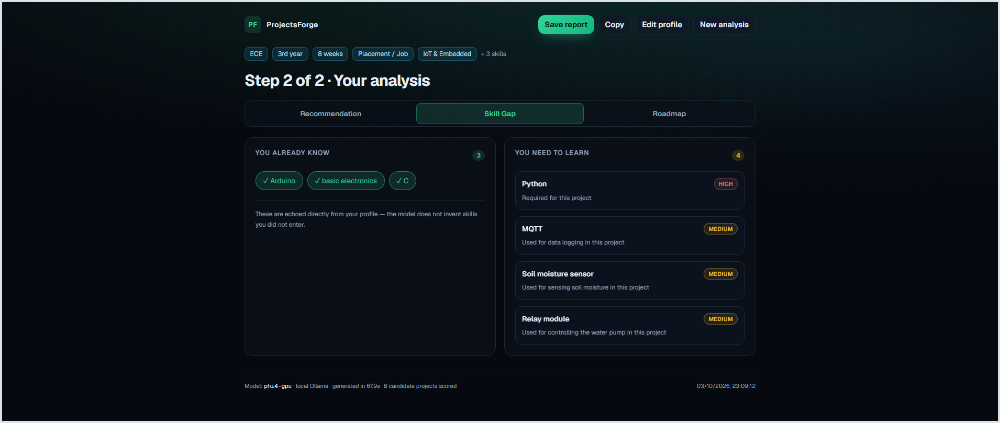 PF ProjectsForge
Save report Copy Edit profile New analysis
ECE 3rd year 8 weeks Placement / Job IoT & Embedded + 3 skills
Step 2 of 2 · Your analysis
Recommendation Skill Gap Roadmap
YOU ALREADY KNOW 3
✓ Arduino ✓ basic electronics ✓ C
These are echoed directly from your profile — the model does not invent skills
you did not enter.
YOU NEED TO LEARN 4
Python HIGH
Required for this project
MQTT MEDIUM
Used for data logging in this project
Soil moisture sensor MEDIUM
Used for sensing soil moisture in this project
Relay module MEDIUM
Used for controlling the water pump in this project
Model: phi4-gpu · local Ollama · generated in 67.9s · 8 candidate projects scored
03/10/2026, 23:09:12